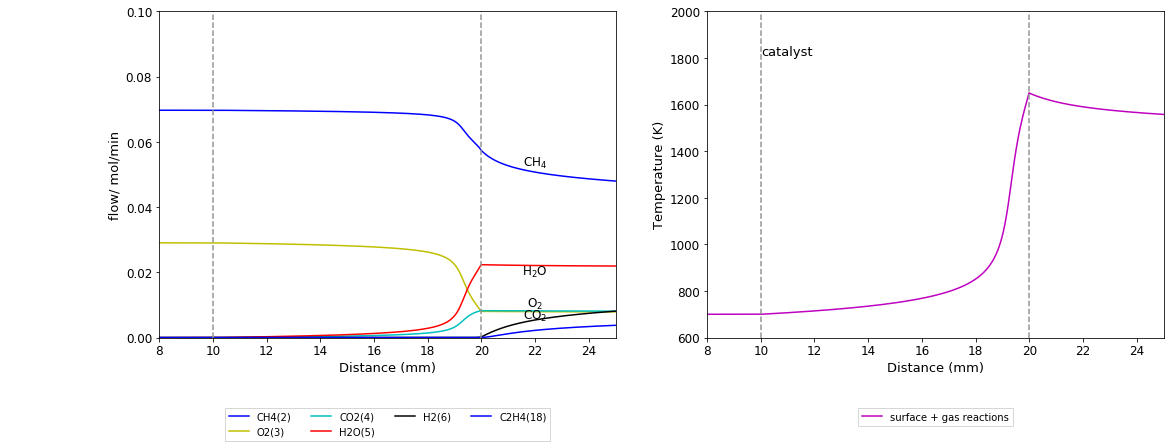 0.10
0.08
0.06
0.04
0.02
0.00
flow/ mol/min
CH₄
H₂O
O₂
CO₂
8 10 12 14 16 18 20 22 24
Distance (mm)
CH4(2) CO2(4) H2(6) C2H4(18)
O2(3) H2O(5)
2000
1800
1600
1400
1200
1000
800
600
Temperature (K)
catalyst
8 10 12 14 16 18 20 22 24
Distance (mm)
surface + gas reactions